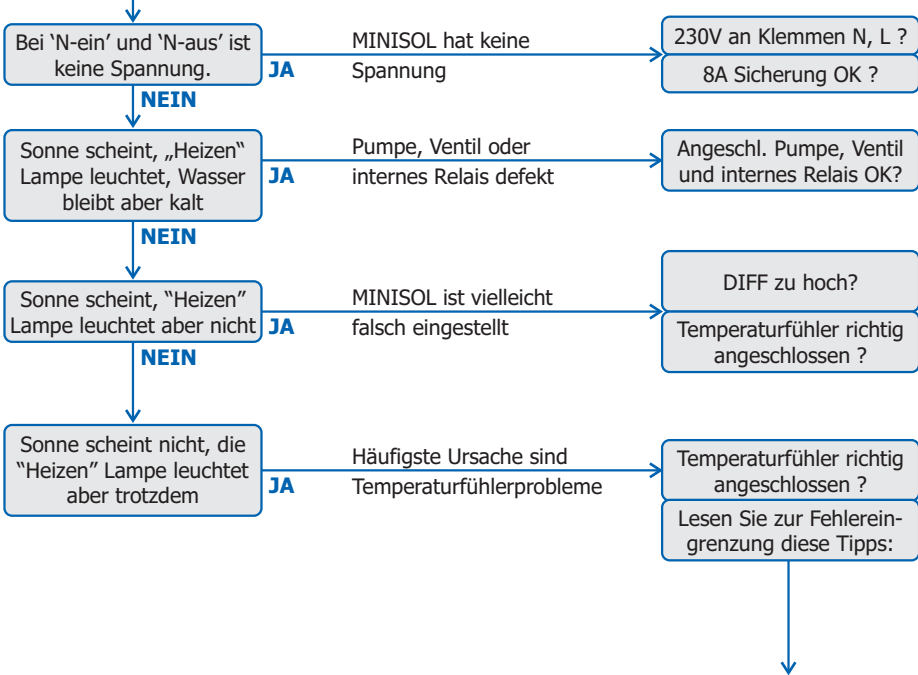 Bei ‘N-ein’ und ‘N-aus’ ist
keine Spannung.
JA
MINISOL hat keine
Spannung
230V an Klemmen N, L ?
8A Sicherung OK ?
NEIN
Sonne scheint, „Heizen“
Lampe leuchtet, Wasser
bleibt aber kalt
JA
Pumpe, Ventil oder
internes Relais defekt
Angeschl. Pumpe, Ventil
und internes Relais OK?
NEIN
Sonne scheint, “Heizen”
Lampe leuchtet aber nicht
JA
MINISOL ist vielleicht
falsch eingestellt
DIFF zu hoch?
Temperaturfühler richtig
angeschlossen ?
NEIN
Sonne scheint nicht, die
“Heizen” Lampe leuchtet
aber trotzdem
JA
Häufigste Ursache sind
Temperaturfühlerprobleme
Temperaturfühler richtig
angeschlossen ?
Lesen Sie zur Fehlerein-
grenzung diese Tipps: